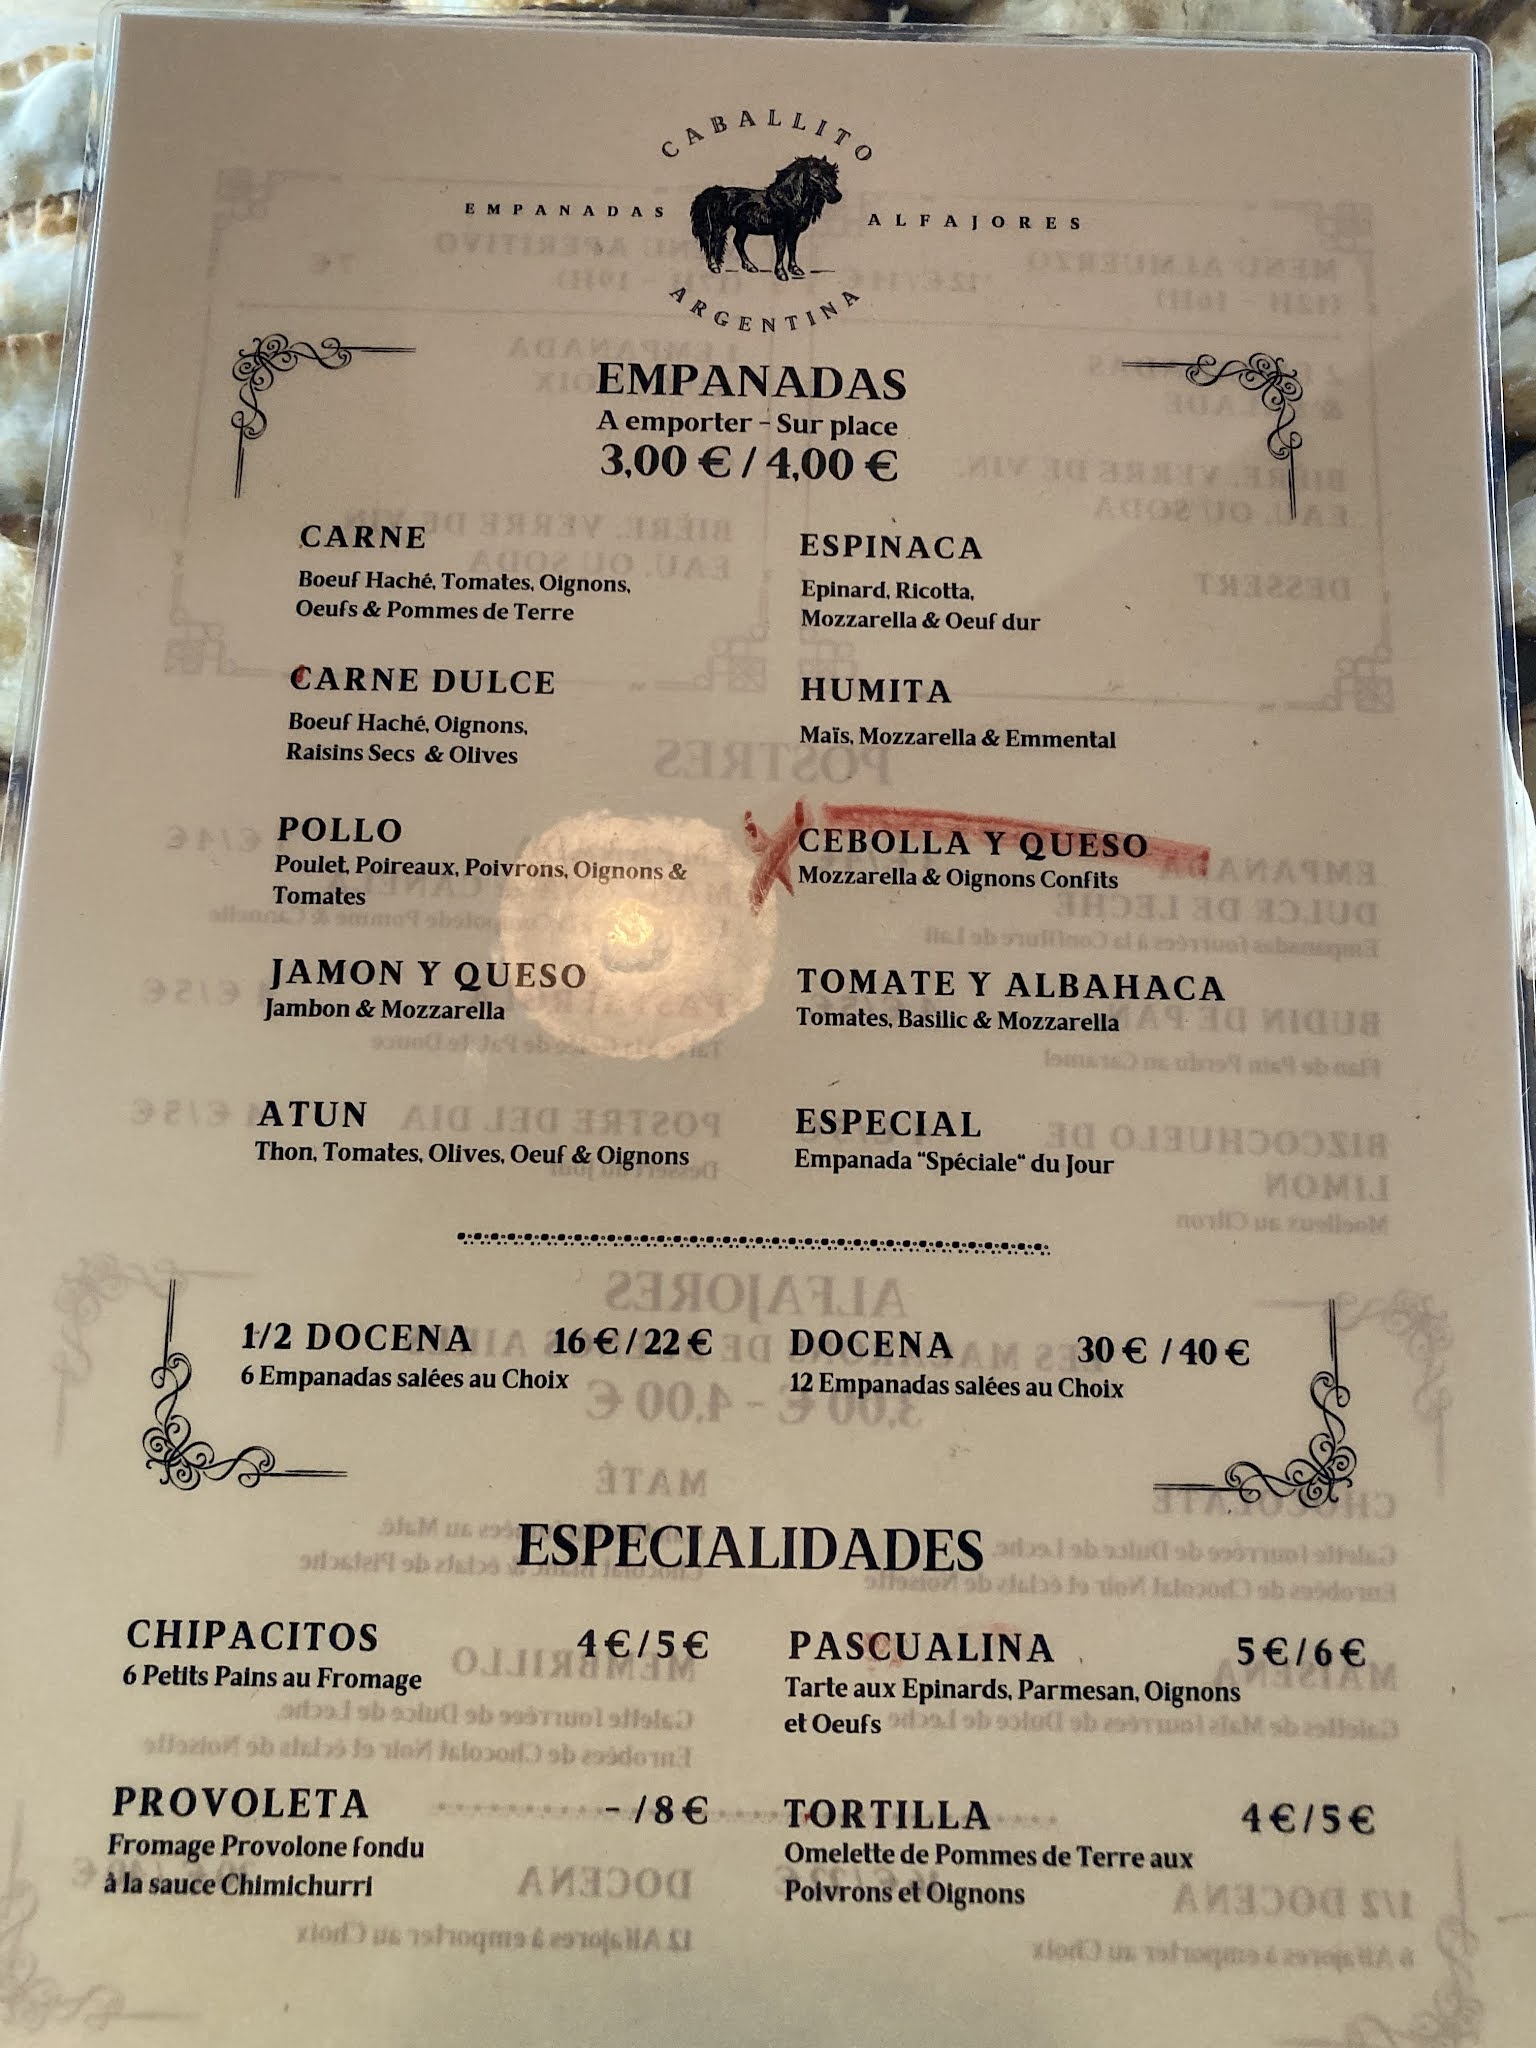 CABALLITO
EMPANADAS ALFAJORES
ARGENTINA
EMPANADAS
A emporter - Sur place
3,00 € / 4,00 €
CARNE
Boeuf Haché, Tomates, Oignons,
Oeufs & Pommes de Terre
CARNE DULCE
Boeuf Haché, Oignons,
Raisins Secs & Olives
POLLO
Poulet, Poireaux, Poivrons, Oignons &
Tomates
JAMON Y QUESO
Jambon & Mozzarella
ATUN
Thon, Tomates, Olives, Oeuf & Oignons
ESPINACA
Epinard, Ricotta,
Mozzarella & Oeuf dur
HUMITA
Maïs, Mozzarella & Emmental
CEBOLLA Y QUESO
Mozzarella & Oignons Confits
TOMATE Y ALBAHACA
Tomates, Basilic & Mozzarella
ESPECIAL
Empanada "Spéciale" du Jour
1/2 DOCENA 16 € / 22 €
6 Empanadas salées au Choix
DOCENA 30 € / 40 €
12 Empanadas salées au Choix
ESPECIALIDADES
CHIPACITOS 4 € / 5 €
6 Petits Pains au Fromage
PROVOLETA - / 8 €
Fromage Provolone fondu
à la sauce Chimichurri
PASCUALINA 5 € / 6 €
Tarte aux Epinards, Parmesan, Oignons
et Oeufs
TORTILLA 4 € / 5 €
Omelette de Pommes de Terre aux
Poivrons et Oignons